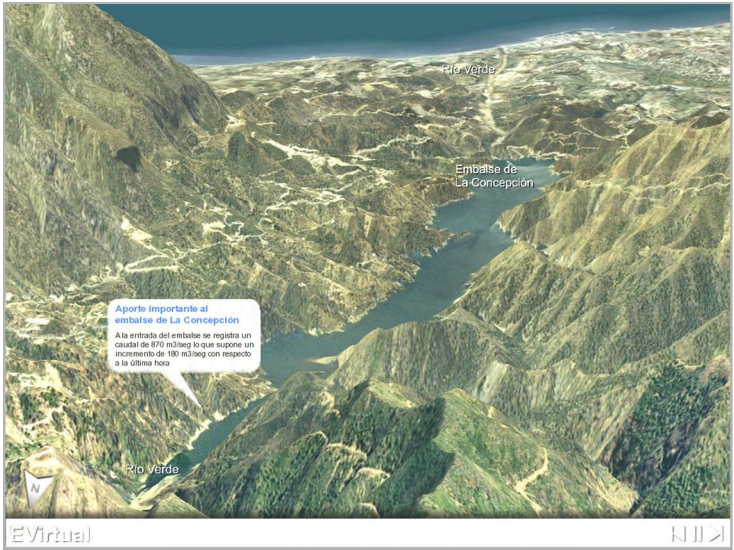 Río Verde
Embalse de
La Concepción
Aporte importante al
embalse de La Concepción
A la entrada del embalse se registra un
caudal de 870 m3/seg lo que supone un
incremento de 180 m3/seg con respecto
a la última hora
Río Verde
N
EVirtual